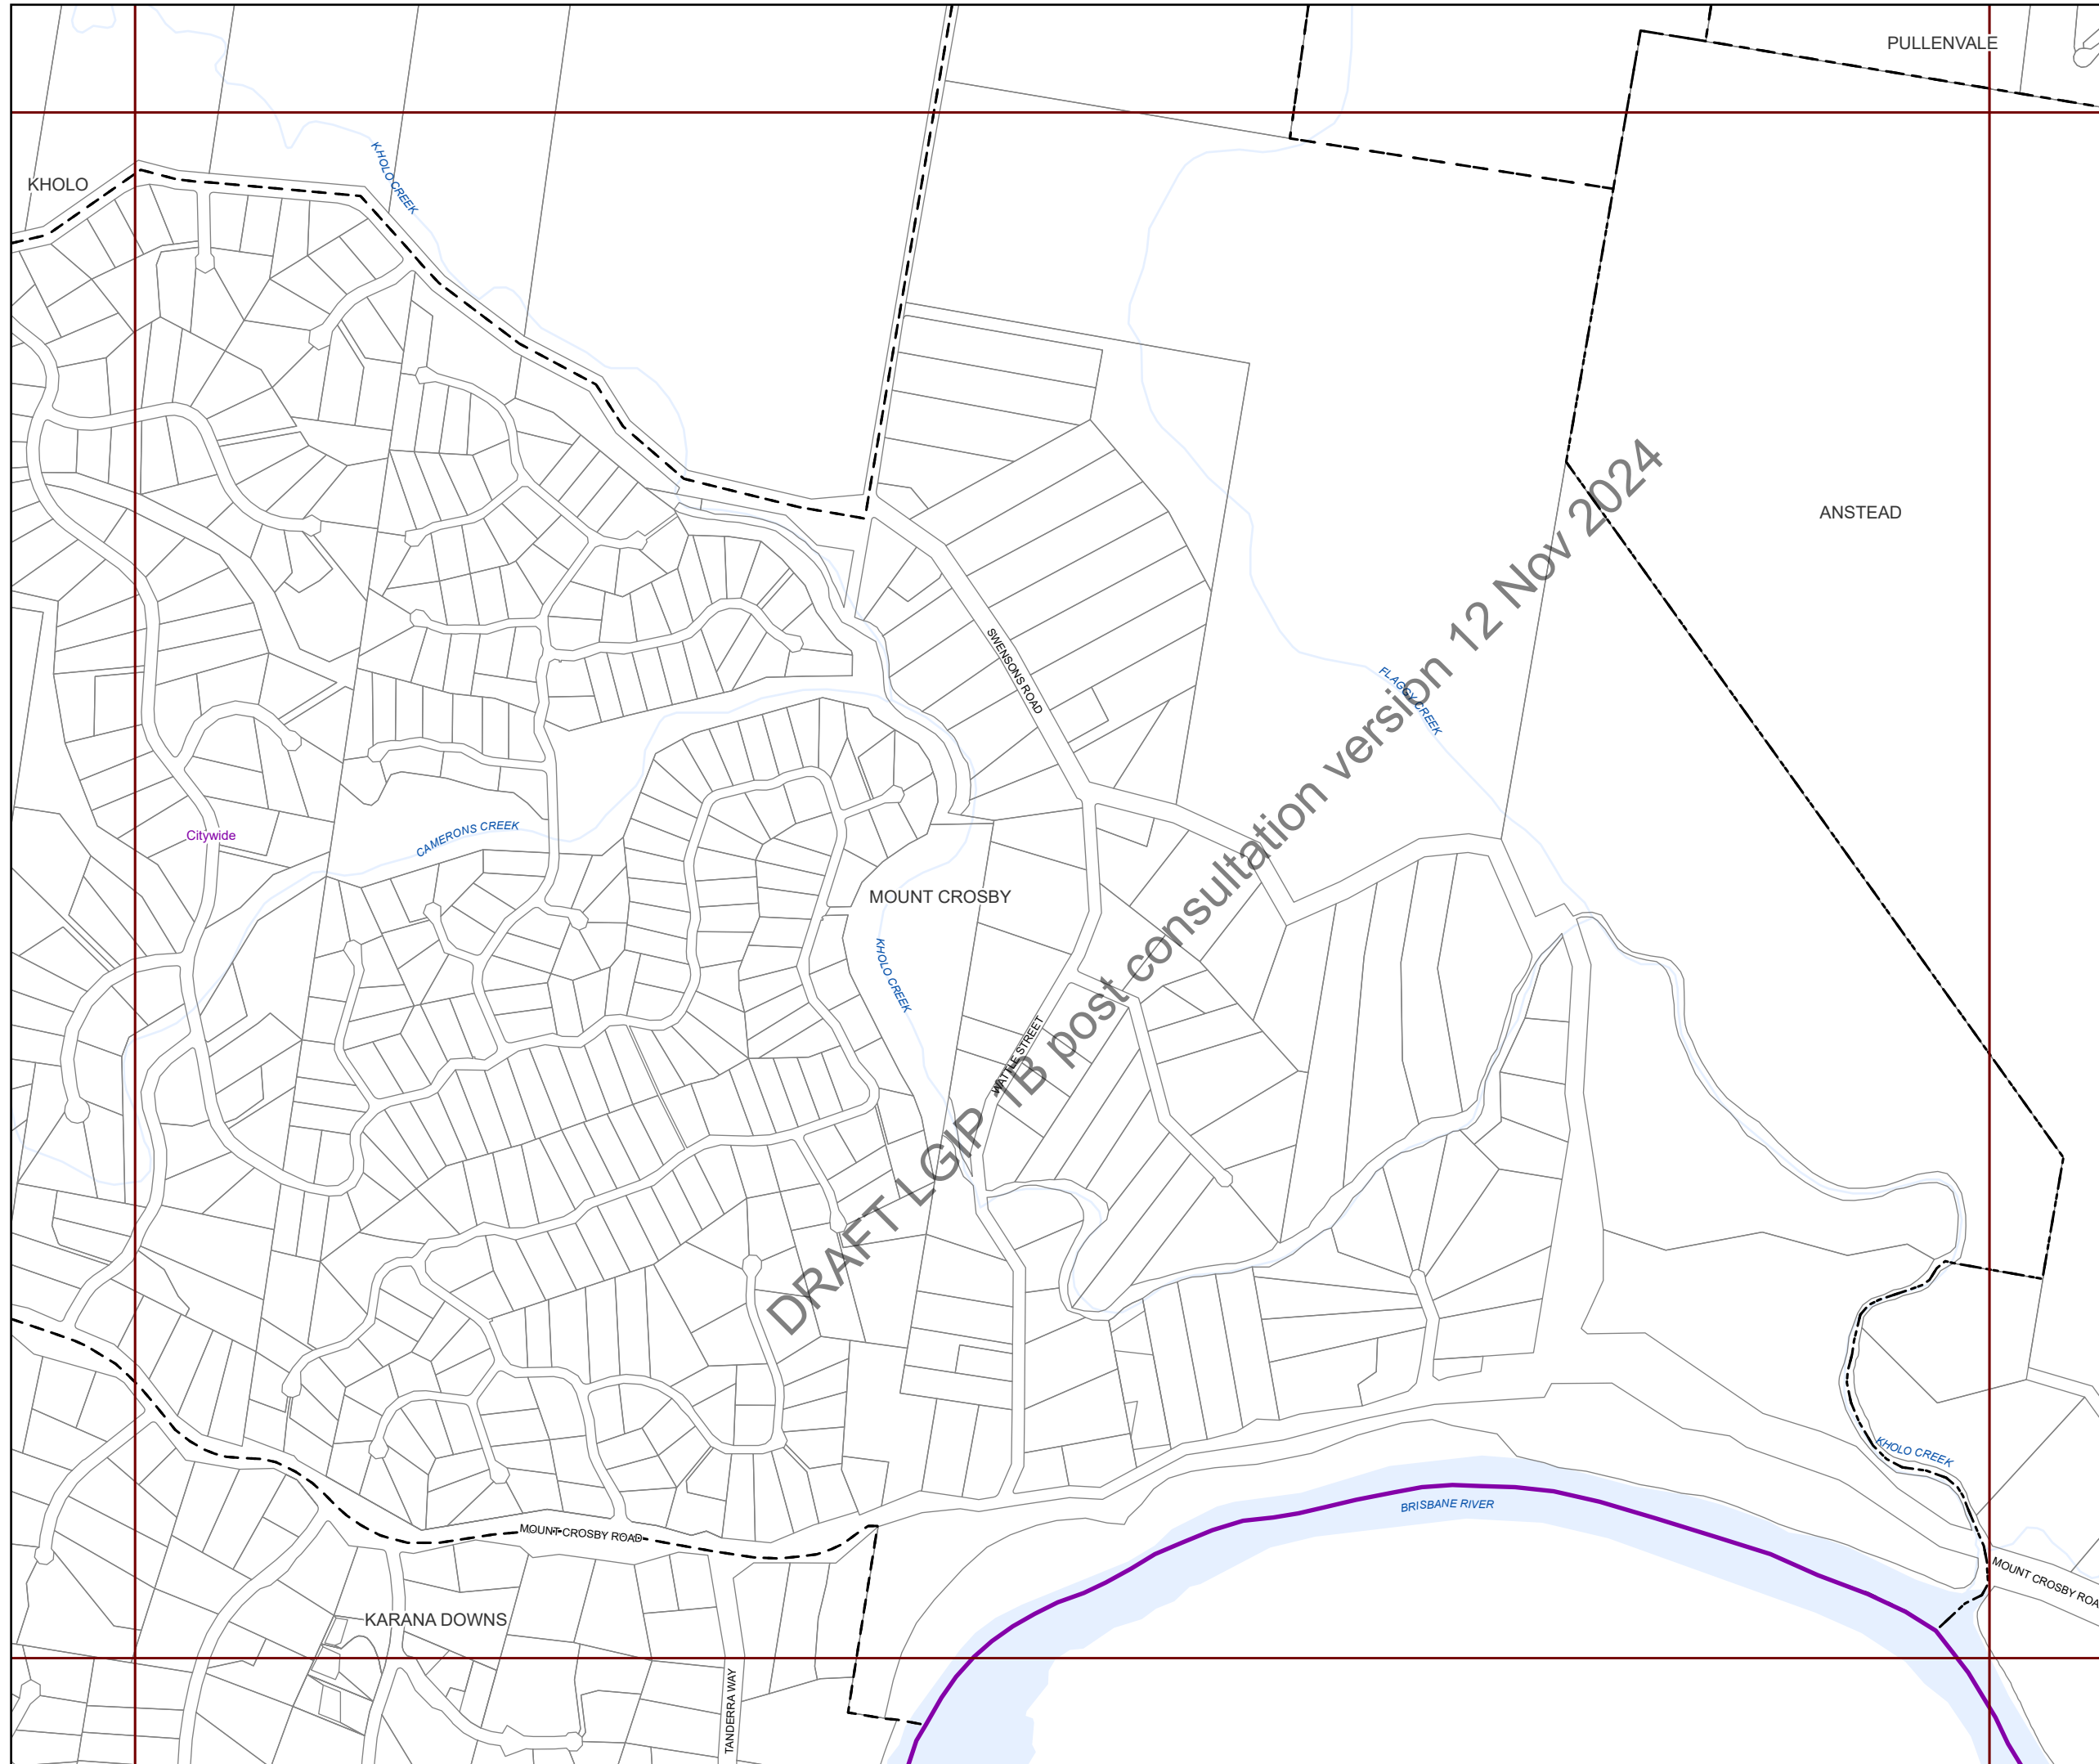 PULLENVALE
KHOLO
KHOLO CREEK
ANSTEAD
SWENSONS ROAD
FLAGGY CREEK
Citywide
CAMERONS CREEK
MOUNT CROSBY
KHOLO CREEK
WATTLE STREET
DRAFT LGIP 1B post consultation version 12 Nov 2024
KHOLO CREEK
BRISBANE RIVER
MOUNT CROSBY ROAD
MOUNT CROSBY ROA
KARANA DOWNS
TANDERRA WAY